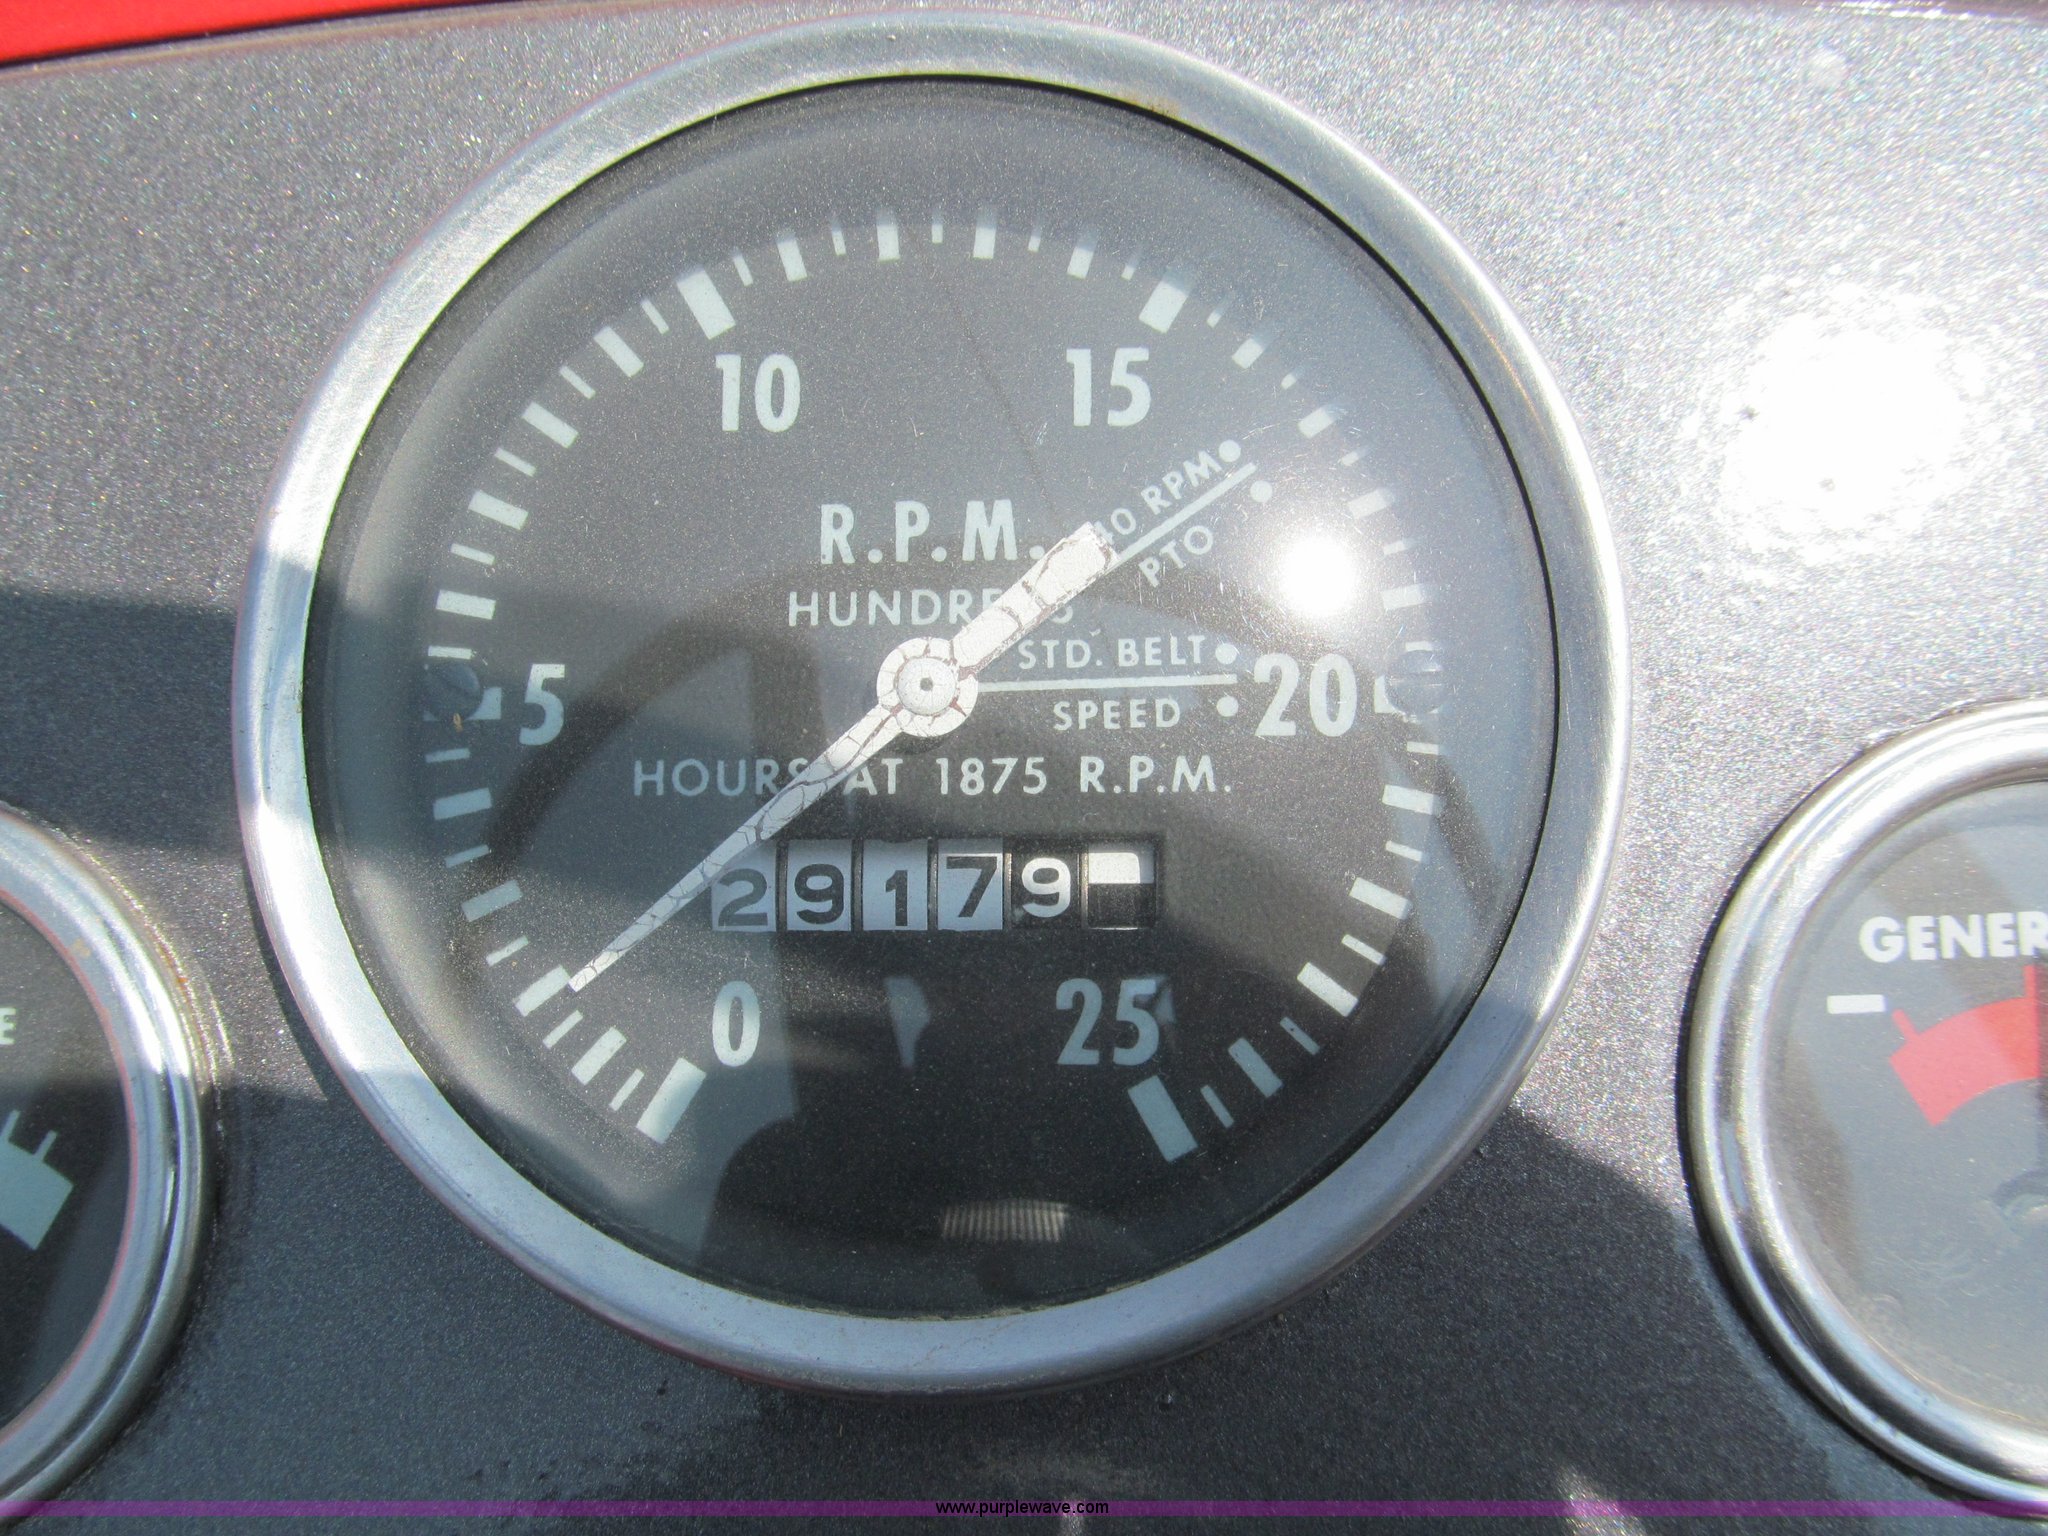 10 15
40 RPM
R.P.M.
PTO
STD. BELT
5 20
SPEED
HOURS AT 1875 R.P.M.
29179
GENER
0 25
E
www.purplewave.com